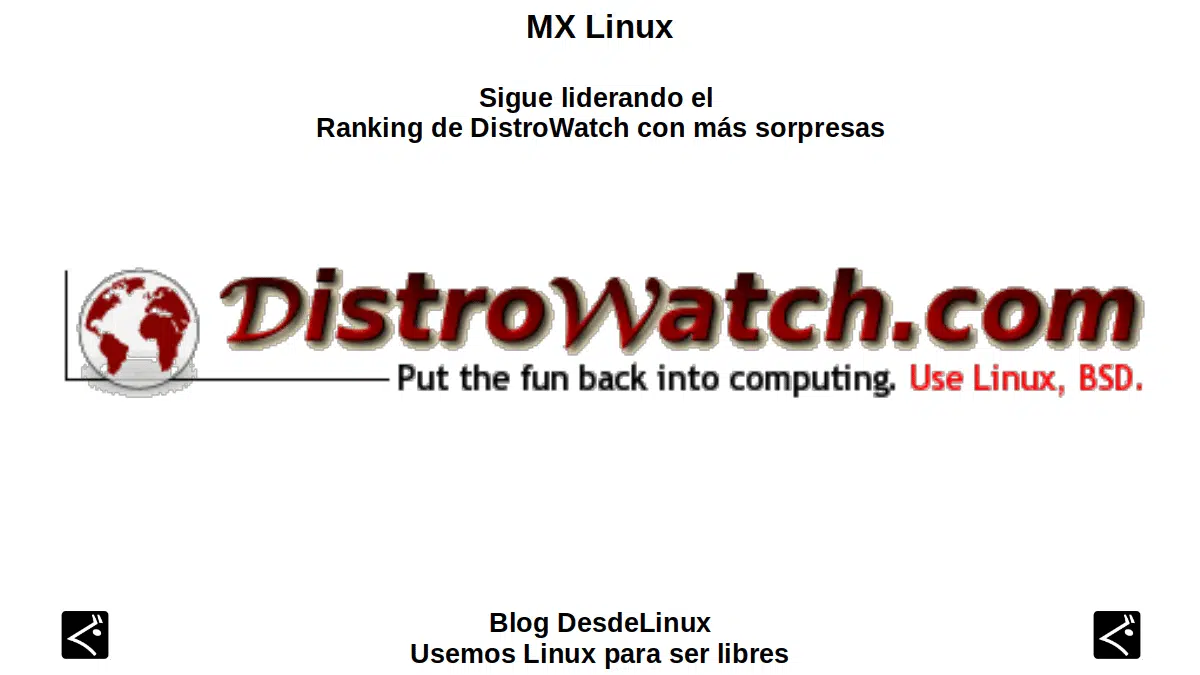 MX Linux
Sigue liderando el
Ranking de DistroWatch con más sorpresas
DistroWatch.com
Put the fun back into computing. Use Linux, BSD.
Blog DesdeLinux
Usemos Linux para ser libres